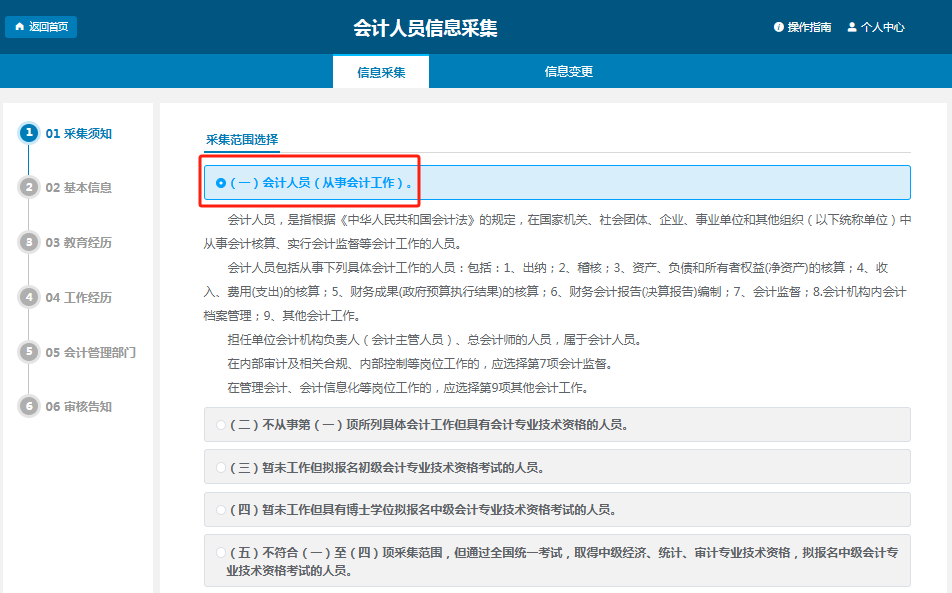 返回首页
会计人员信息采集
操作指南
个人中心
信息采集
信息变更
1 01 采集须知
2 02 基本信息
3 03 教育经历
4 04 工作经历
5 05 会计管理部门
6 06 审核告知
采集范围选择
（一）会计人员（从事会计工作）。
会计人员，是指根据《中华人民共和国会计法》的规定，在国家机关、社会团体、企业、事业单位和其他组织（以下统称单位）中
从事会计核算、实行会计监督等会计工作的人员。
会计人员包括从事下列具体会计工作的人员：包括：1、出纳；2、稽核；3、资产、负债和所有者权益(净资产)的核算；4、收
入、费用(支出)的核算；5、财务成果(政府预算执行结果)的核算；6、财务会计报告(决算报告)编制；7、会计监督；8.会计机构内会计
档案管理；9、其他会计工作。
担任单位会计机构负责人（会计主管人员）、总会计师的人员，属于会计人员。
在内部审计及相关合规、内部控制等岗位工作的，应选择第7项会计监督。
在管理会计、会计信息化等岗位工作的，应选择第9项其他会计工作。
（二）不从事第（一）项所列具体会计工作但具有会计专业技术资格的人员。
（三）暂未工作但拟报名初级会计专业技术资格考试的人员。
（四）暂未工作但具有博士学位拟报名中级会计专业技术资格考试的人员。
（五）不符合（一）至（四）项采集范围，但通过全国统一考试，取得中级经济、统计、审计专业技术资格，拟报名中级会计专
业技术资格考试的人员。